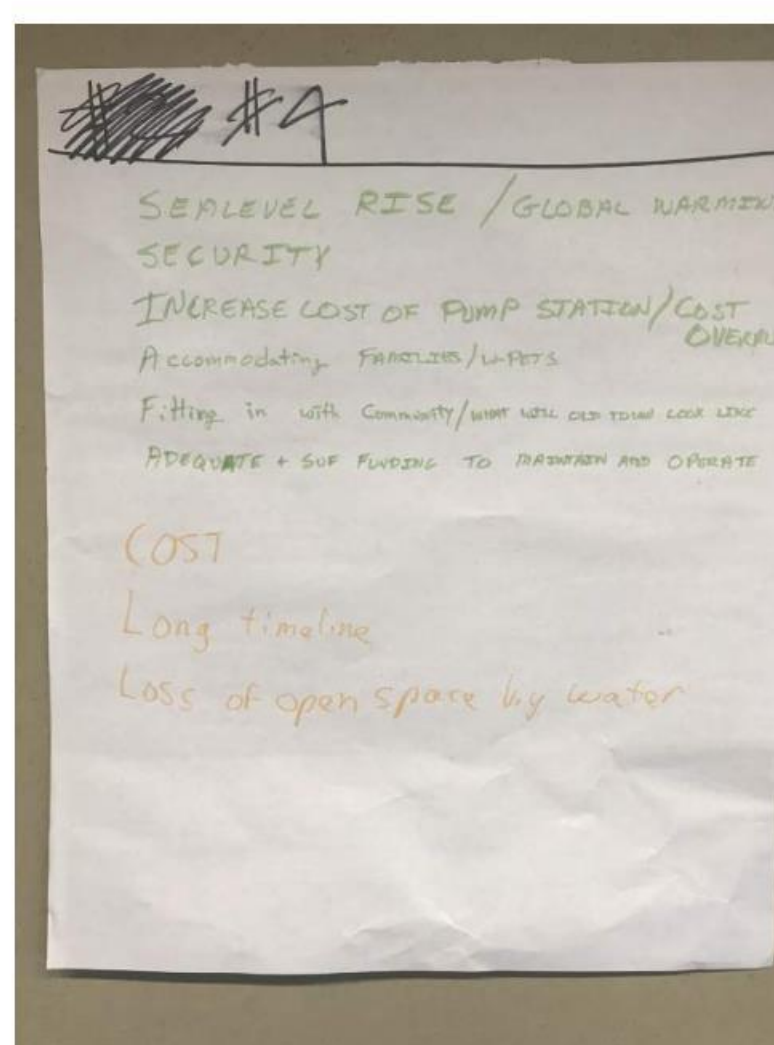 #4
SEALEVEL RISE / GLOBAL WARMIN
SECURITY
INCREASE COST OF PUMP STATION / COST
OVERRU
Accommodating FAMILIES / W-PETS
Fitting in with Community / WHAT WILL OLD TOWN LOOK LIKE
ADEQUATE + SUF FUNDING TO MAINTAIN AND OPERATE
COST
Long timeline
Loss of open space by water